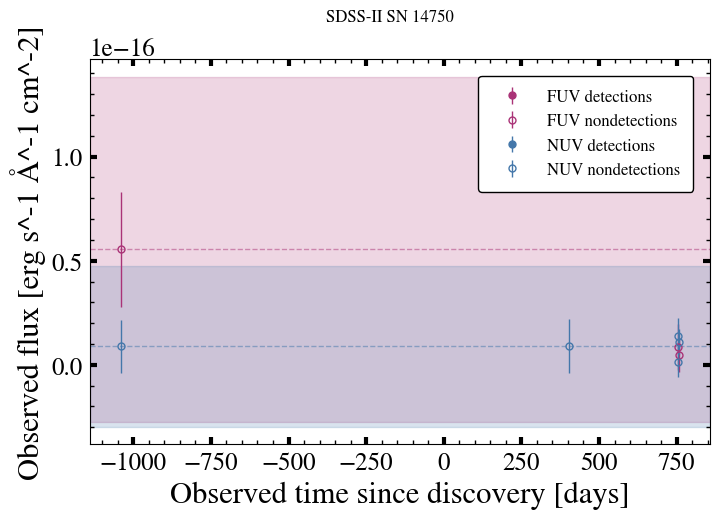 SDSS-II SN 14750
1e−16
FUV detections
FUV nondetections
NUV detections
NUV nondetections
1.0
0.5
0.0
Observed flux [erg s^-1 Å^-1 cm^-2]
−1000 −750 −500 −250 0 250 500 750
Observed time since discovery [days]